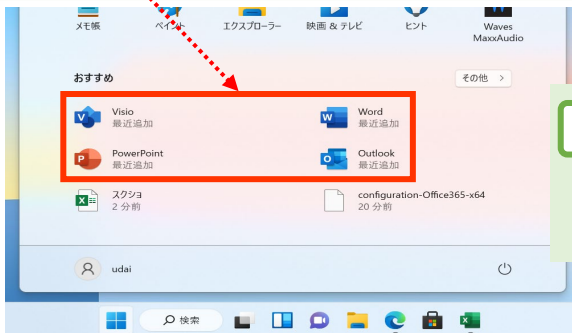 メモ帳
ペイント
エクスプローラー
映画 & テレビ
ヒント
Waves
MaxxAudio
おすすめ
その他 >
Visio
最近追加
Word
最近追加
PowerPoint
最近追加
Outlook
最近追加
スクショ
2 分前
configuration-Office365-x64
20 分前
udai
検索